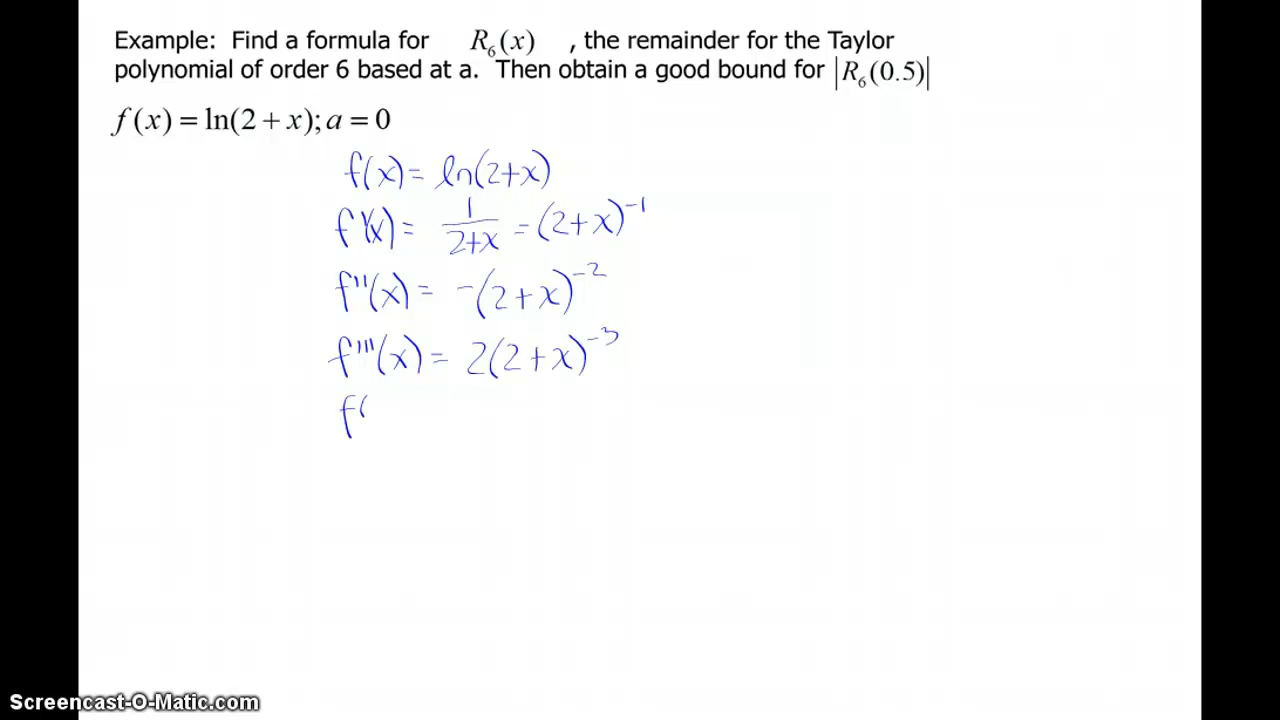 Example: Find a formula for R₆(x) , the remainder for the Taylor
polynomial of order 6 based at a. Then obtain a good bound for |R₆(0.5)|
f(x) = ln(2 + x); a = 0
f(x) = ln(2+x)
f'(x) = 1/(2+x) = (2+x)⁻¹
f''(x) = -(2+x)⁻²
f'''(x) = 2(2+x)⁻³
f(
Screencast-O-Matic.com